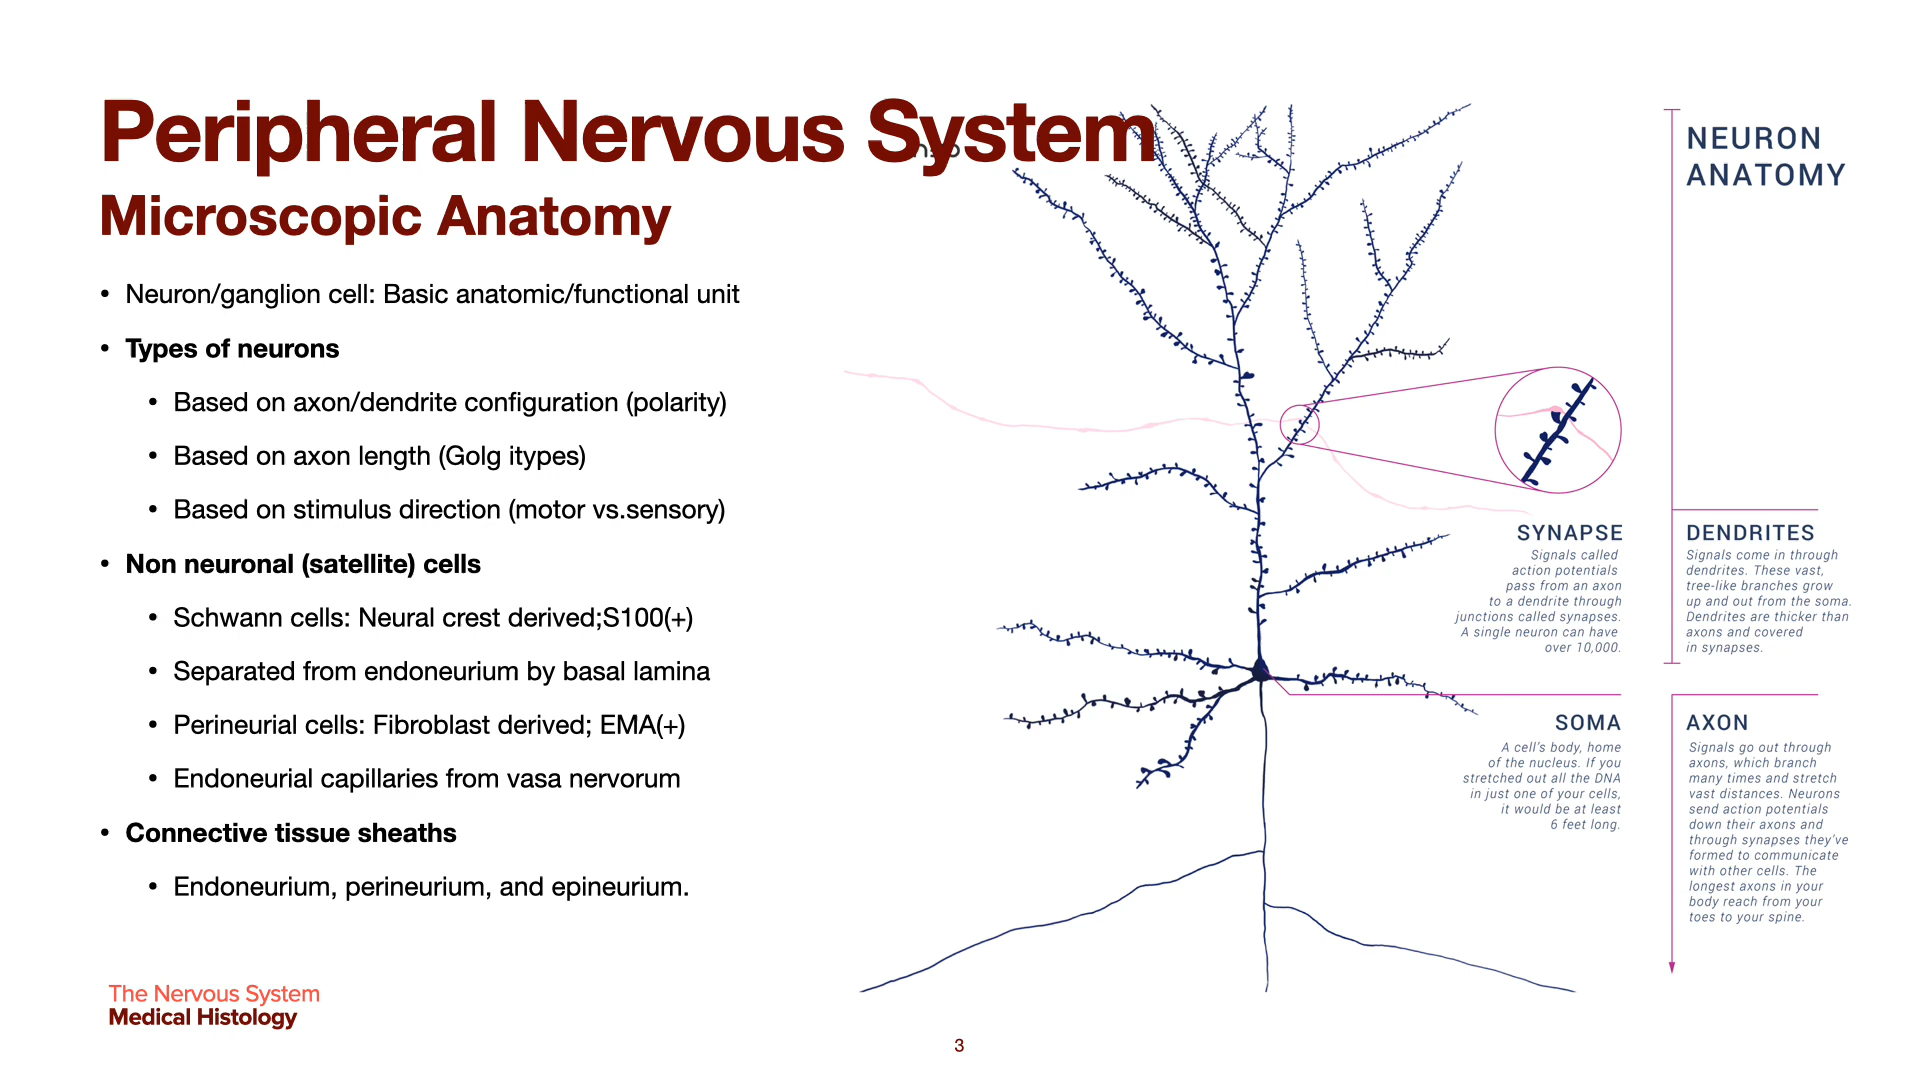 Peripheral Nervous System
Microscopic Anatomy
• Neuron/ganglion cell: Basic anatomic/functional unit
• Types of neurons
• Based on axon/dendrite configuration (polarity)
• Based on axon length (Golg itypes)
• Based on stimulus direction (motor vs.sensory)
• Non neuronal (satellite) cells
• Schwann cells: Neural crest derived;S100(+)
• Separated from endoneurium by basal lamina
• Perineurial cells: Fibroblast derived; EMA(+)
• Endoneurial capillaries from vasa nervorum
• Connective tissue sheaths
• Endoneurium, perineurium, and epineurium.
NEURON
ANATOMY
SYNAPSE
Signals called
action potentials
pass from an axon
to a dendrite through
junctions called synapses.
A single neuron can have
over 10,000.
DENDRITES
Signals come in through
dendrites. These vast,
tree-like branches grow
up and out from the soma.
Dendrites are thicker than
axons and covered
in synapses.
SOMA
A cell's body, home
of the nucleus. If you
stretched out all the DNA
in just one of your cells,
it would be at least
6 feet long.
AXON
Signals go out through
axons, which branch
many times and stretch
vast distances. Neurons
send action potentials
down their axons and
through synapses they've
formed to communicate
with other cells. The
longest axons in your
body reach from your
toes to your spine.
The Nervous System
Medical Histology
3